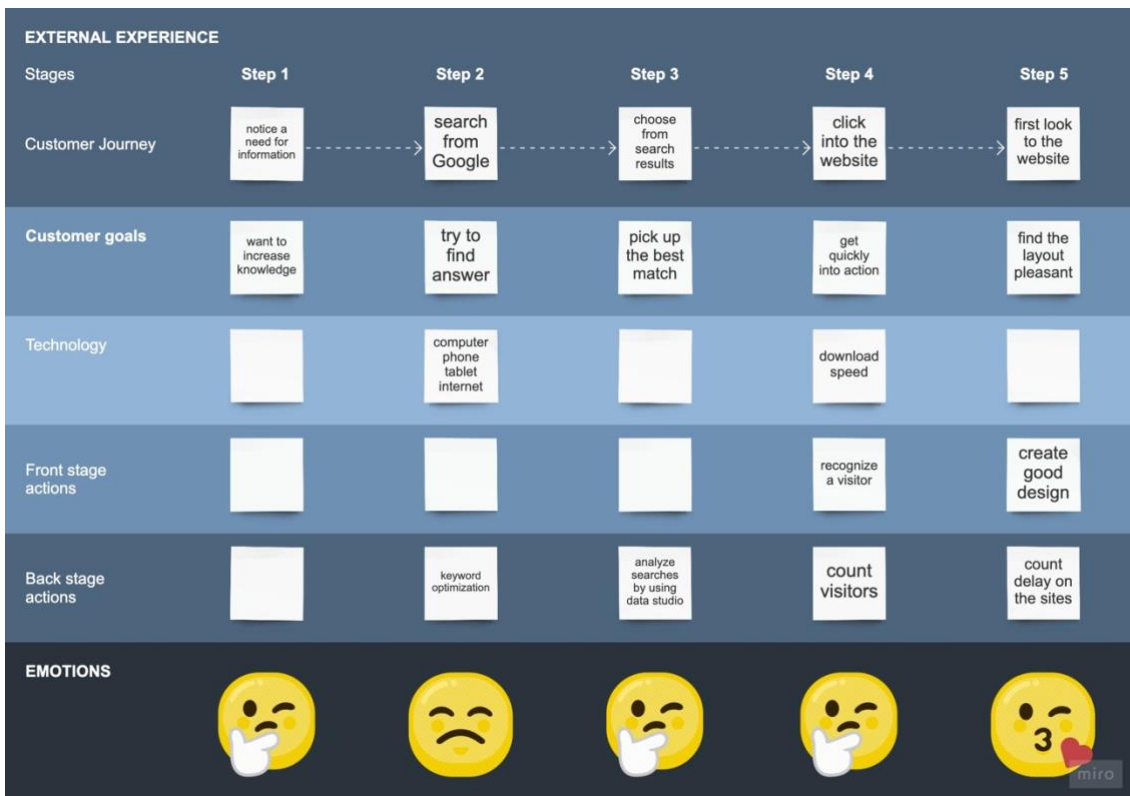 EXTERNAL EXPERIENCE
Stages
Step 1
Step 2
Step 3
Step 4
Step 5
Customer Journey
notice a
need for
information
search
from
Google
choose
from
search
results
click
into the
website
first look
to the
website
Customer goals
want to
increase
knowledge
try to
find
answer
pick up
the best
match
get
quickly
into action
find the
layout
pleasant
Technology
computer
phone
tablet
internet
download
speed
Front stage
actions
recognize
a visitor
create
good
design
Back stage
actions
keyword
optimization
analyze
searches
by using
data studio
count
visitors
count
delay on
the sites
EMOTIONS
miro